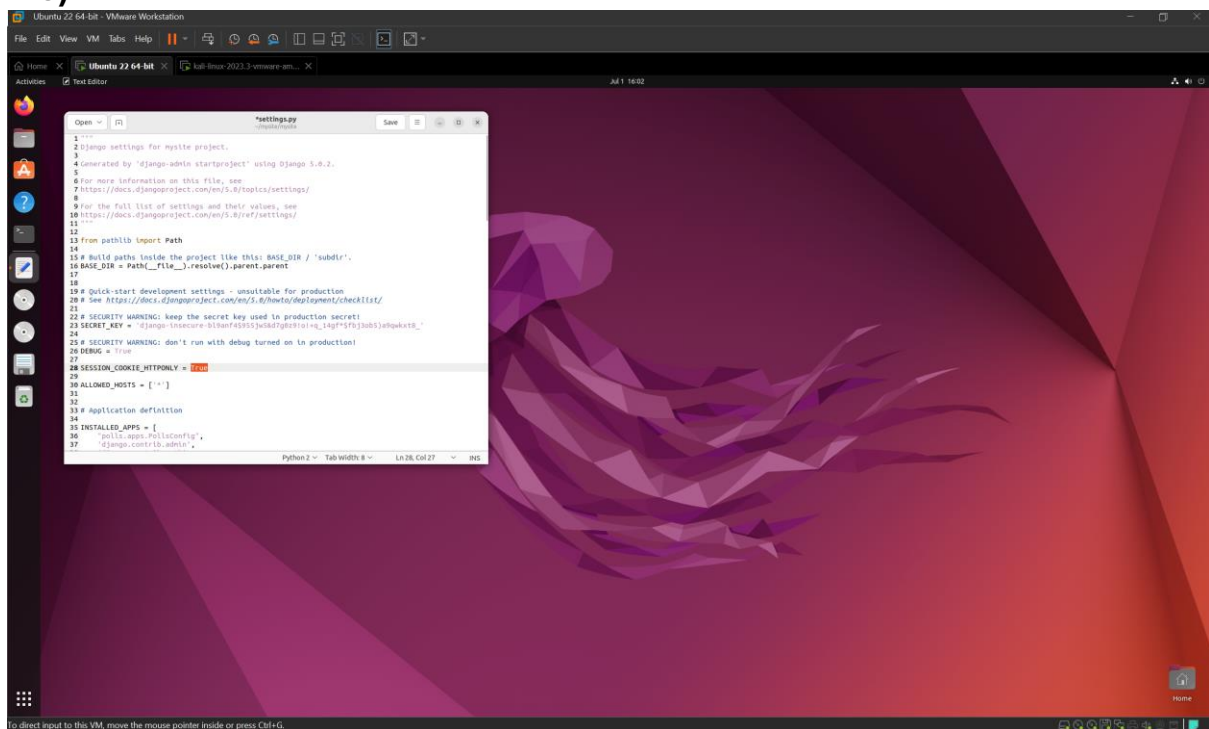 Ubuntu 22 64-bit - VMware Workstation
File Edit View VM Tabs Help
Home Ubuntu 22 64-bit kali-linux-2023.3-vmware-am...
Activities Text Editor Jul 1 16:02
Open *settings.py Save
~/mysite/mysite
1 """
2 Django settings for mysite project.
3
4 Generated by 'django-admin startproject' using Django 5.0.2.
5
6 For more information on this file, see
7 https://docs.djangoproject.com/en/5.0/topics/settings/
8
9 For the full list of settings and their values, see
10 https://docs.djangoproject.com/en/5.0/ref/settings/
11 """
12
13 from pathlib import Path
14
15 # Build paths inside the project like this: BASE_DIR / 'subdir'.
16 BASE_DIR = Path(__file__).resolve().parent.parent
17
18
19 # Quick-start development settings - unsuitable for production
20 # See https://docs.djangoproject.com/en/5.0/howto/deployment/checklist/
21
22 # SECURITY WARNING: keep the secret key used in production secret!
23 SECRET_KEY =
24
25 # SECURITY WARNING: don't run with debug turned on in production!
26 DEBUG = True
27
28 SESSION_COOKIE_HTTPONLY = True
29
30 ALLOWED_HOSTS = ['*']
31
32
33 # Application definition
34
35 INSTALLED_APPS = [
36 "polls.apps.PollsConfig",
37 'django.contrib.admin',
Python 2 Tab Width: 8 Ln 28, Col 27 INS
Home
To direct input to this VM, move the mouse pointer inside or press Ctrl+G.